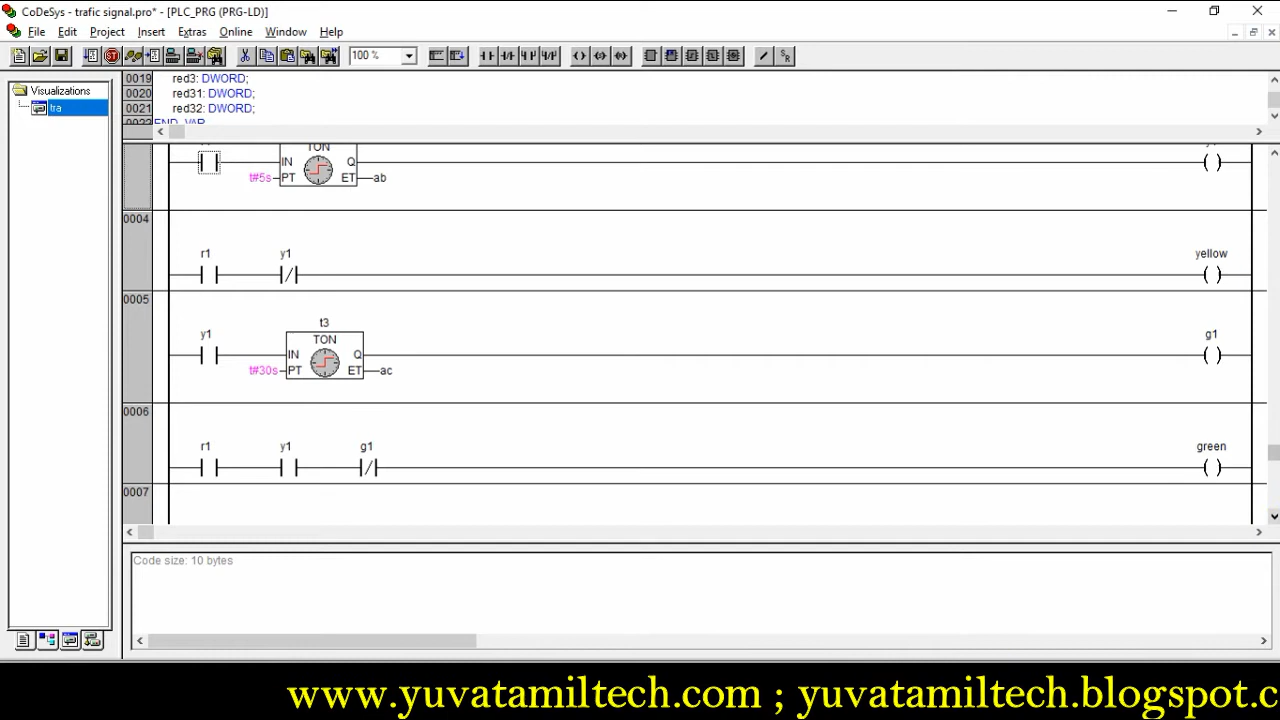 CoDeSys - trafic signal.pro* - [PLC_PRG (PRG-LD)]
File Edit Project Insert Extras Online Window Help
100 %
Visualizations
tra
0019 red3: DWORD;
0020 red31: DWORD;
0021 red32: DWORD;
0022 END_VAR
TON
IN Q
t#5s PT ET ab
0004
r1 y1 yellow
0005
t3
y1 TON g1
IN Q
t#30s PT ET ac
0006
r1 y1 g1 green
0007
Code size: 10 bytes
www.yuvatamiltech.com ; yuvatamiltech.blogspot.c